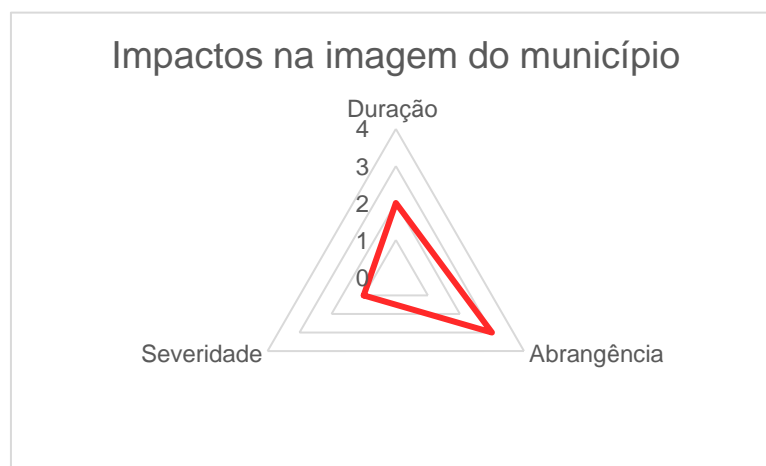 Impactos na imagem do município
Duração
4
3
2
1
0
Severidade
Abrangência